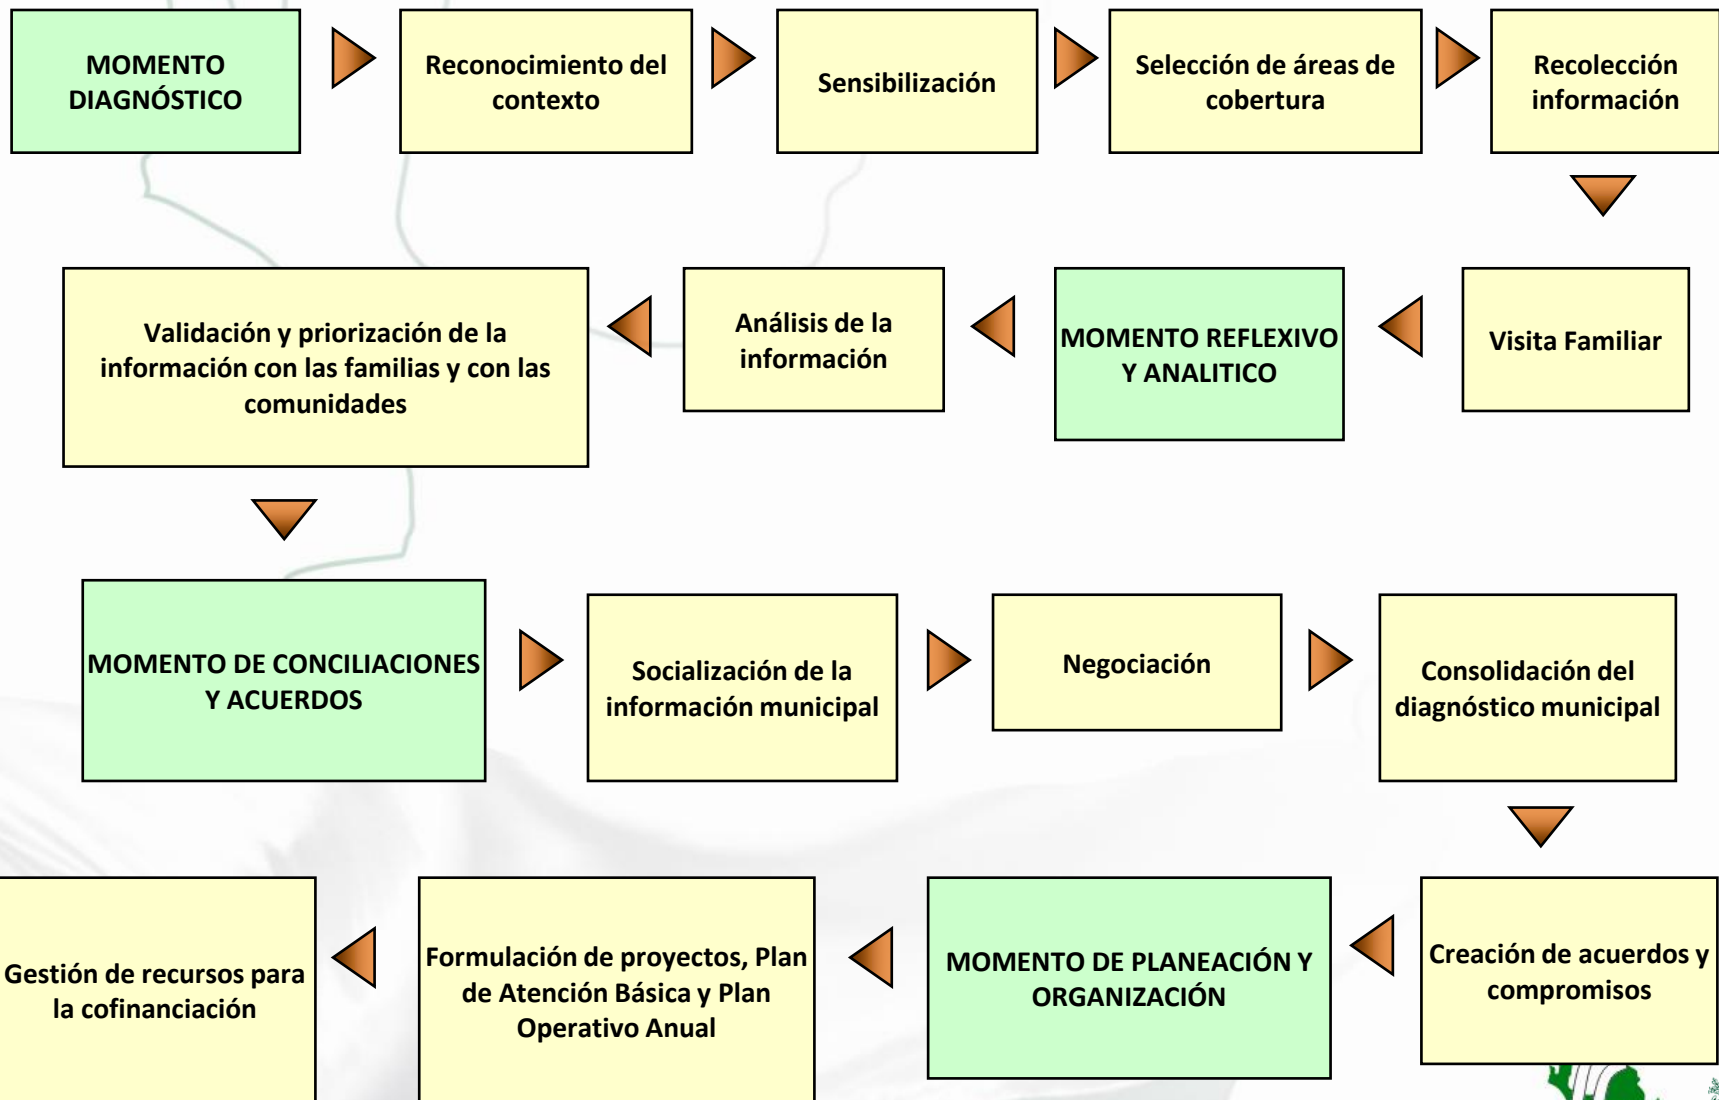 MOMENTO
DIAGNÓSTICO
Reconocimiento del
contexto
Sensibilización
Selección de áreas de
cobertura
Recolección
información
Visita Familiar
MOMENTO REFLEXIVO
Y ANALITICO
Análisis de la
información
Validación y priorización de la
información con las familias y con las
comunidades
MOMENTO DE CONCILIACIONES
Y ACUERDOS
Socialización de la
información municipal
Negociación
Consolidación del
diagnóstico municipal
Creación de acuerdos y
compromisos
MOMENTO DE PLANEACIÓN Y
ORGANIZACIÓN
Formulación de proyectos, Plan
de Atención Básica y Plan
Operativo Anual
Gestión de recursos para
la cofinanciación